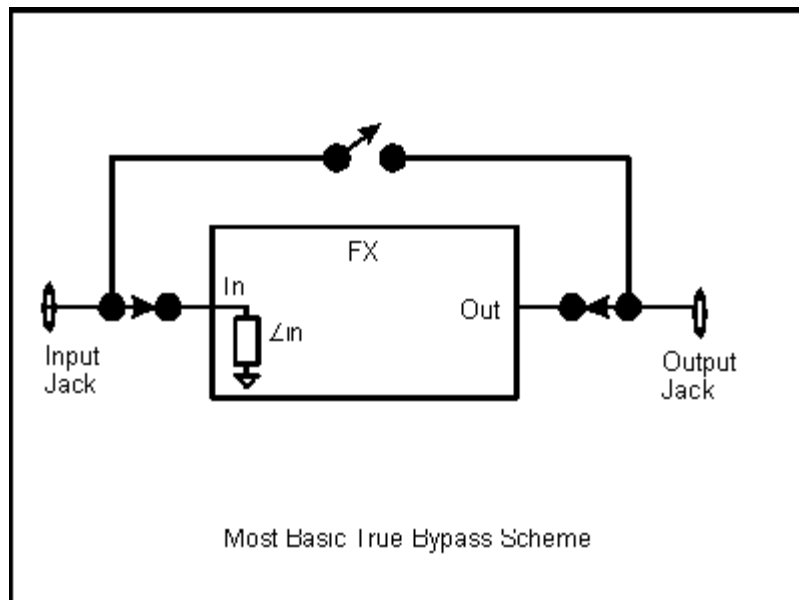 FX
In
Zin
Out
Input
Jack
Output
Jack
Most Basic True Bypass Scheme